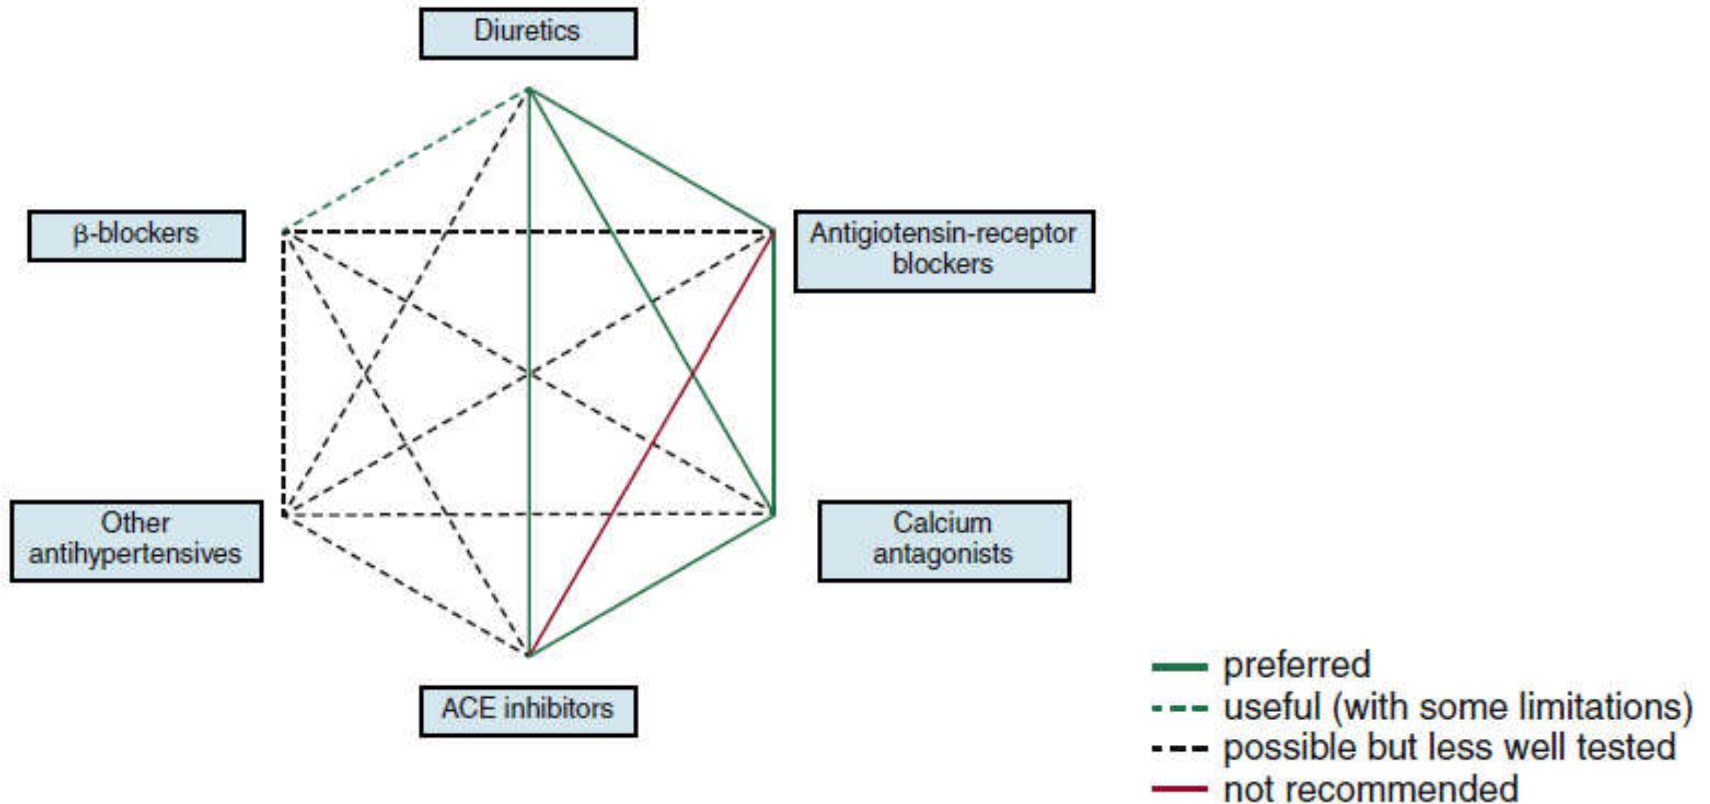 Diuretics
β-blockers
Antigiotensin-receptor
blockers
Other
antihypertensives
Calcium
antagonists
ACE inhibitors
preferred
useful (with some limitations)
possible but less well tested
not recommended